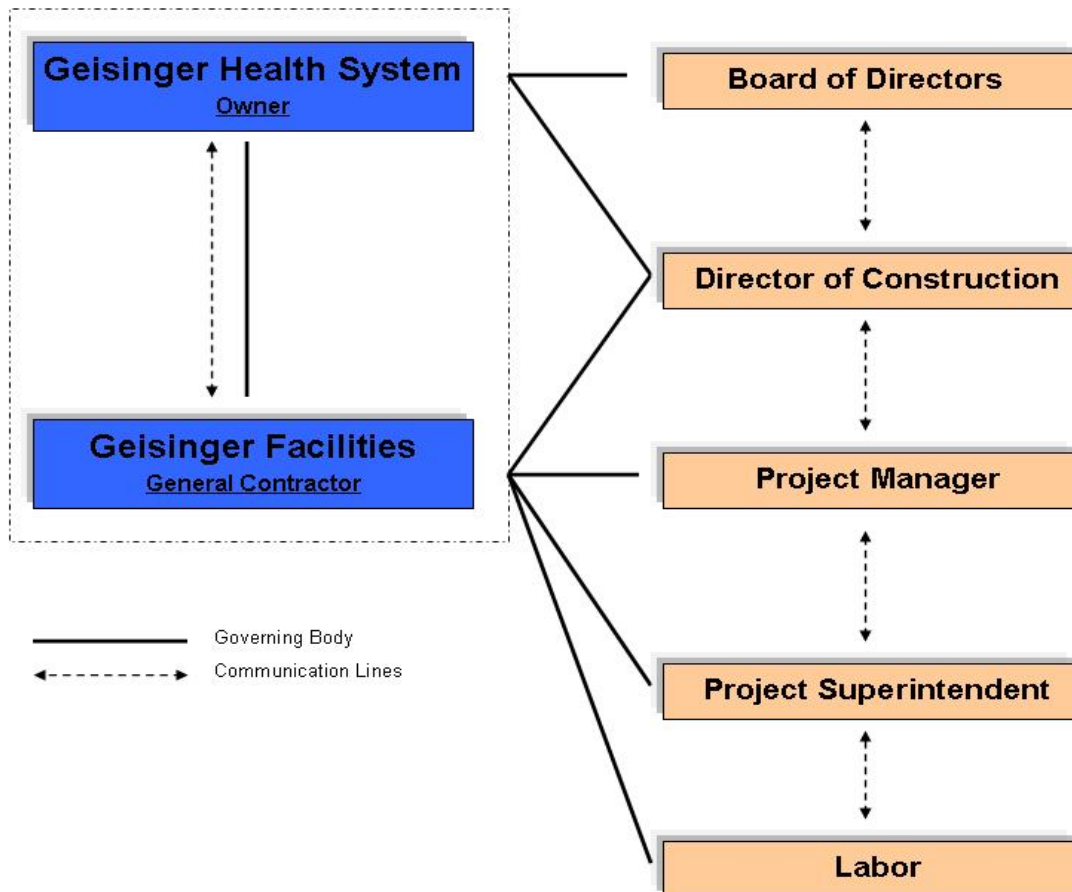 Geisinger Health System
Owner
Board of Directors
Director of Construction
Geisinger Facilities
General Contractor
Project Manager
Governing Body
Communication Lines
Project Superintendent
Labor